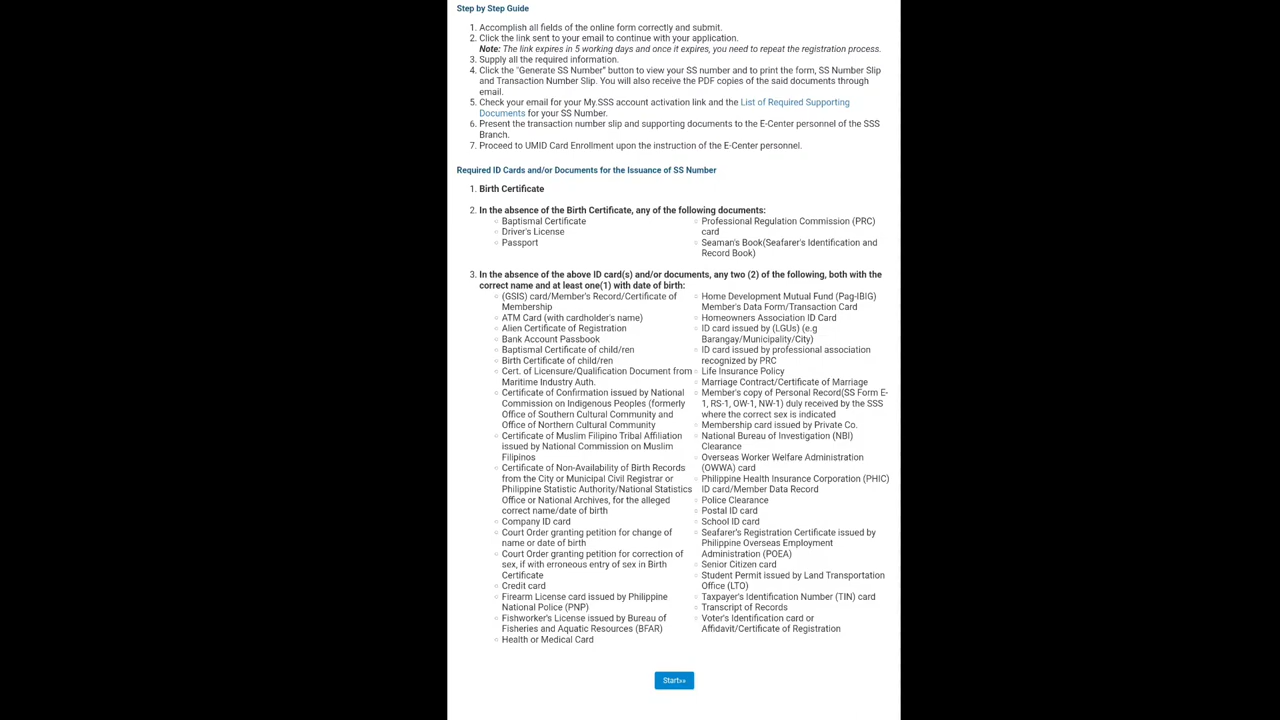 Step by Step Guide
1. Accomplish all fields of the online form correctly and submit.
2. Click the link sent to your email to continue with your application.
Note: The link expires in 5 working days and once it expires, you need to repeat the registration process.
3. Supply all the required information.
4. Click the "Generate SS Number" button to view your SS number and to print the form, SS Number Slip
and Transaction Number Slip. You will also receive the PDF copies of the said documents through
email.
5. Check your email for your My.SSS account activation link and the List of Required Supporting
Documents for your SS Number.
6. Present the transaction number slip and supporting documents to the E-Center personnel of the SSS
Branch.
7. Proceed to UMID Card Enrollment upon the instruction of the E-Center personnel.
Required ID Cards and/or Documents for the Issuance of SS Number
1. Birth Certificate
2. In the absence of the Birth Certificate, any of the following documents:
Baptismal Certificate
Driver's License
Passport
Professional Regulation Commission (PRC)
card
Seaman's Book(Seafarer's Identification and
Record Book)
3. In the absence of the above ID card(s) and/or documents, any two (2) of the following, both with the
correct name and at least one(1) with date of birth:
(GSIS) card/Member's Record/Certificate of
Membership
ATM Card (with cardholder's name)
Alien Certificate of Registration
Bank Account Passbook
Baptismal Certificate of child/ren
Birth Certificate of child/ren
Cert. of Licensure/Qualification Document from
Maritime Industry Auth.
Certificate of Confirmation issued by National
Commission on Indigenous Peoples (formerly
Office of Southern Cultural Community and
Office of Northern Cultural Community
Certificate of Muslim Filipino Tribal Affiliation
issued by National Commission on Muslim
Filipinos
Certificate of Non-Availability of Birth Records
from the City or Municipal Civil Registrar or
Philippine Statistic Authority/National Statistics
Office or National Archives, for the alleged
correct name/date of birth
Company ID card
Court Order granting petition for change of
name or date of birth
Court Order granting petition for correction of
sex, if with erroneous entry of sex in Birth
Certificate
Credit card
Firearm License card issued by Philippine
National Police (PNP)
Fishworker's License issued by Bureau of
Fisheries and Aquatic Resources (BFAR)
Health or Medical Card
Home Development Mutual Fund (Pag-IBIG)
Member's Data Form/Transaction Card
Homeowners Association ID Card
ID card issued by (LGUs) (e.g
Barangay/Municipality/City)
ID card issued by professional association
recognized by PRC
Life Insurance Policy
Marriage Contract/Certificate of Marriage
Member's copy of Personal Record(SS Form E-
1, RS-1, OW-1, NW-1) duly received by the SSS
where the correct sex is indicated
Membership card issued by Private Co.
National Bureau of Investigation (NBI)
Clearance
Overseas Worker Welfare Administration
(OWWA) card
Philippine Health Insurance Corporation (PHIC)
ID card/Member Data Record
Police Clearance
Postal ID card
School ID card
Seafarer's Registration Certificate issued by
Philippine Overseas Employment
Administration (POEA)
Senior Citizen card
Student Permit issued by Land Transportation
Office (LTO)
Taxpayer's Identification Number (TIN) card
Transcript of Records
Voter's Identification card or
Affidavit/Certificate of Registration
Start»»